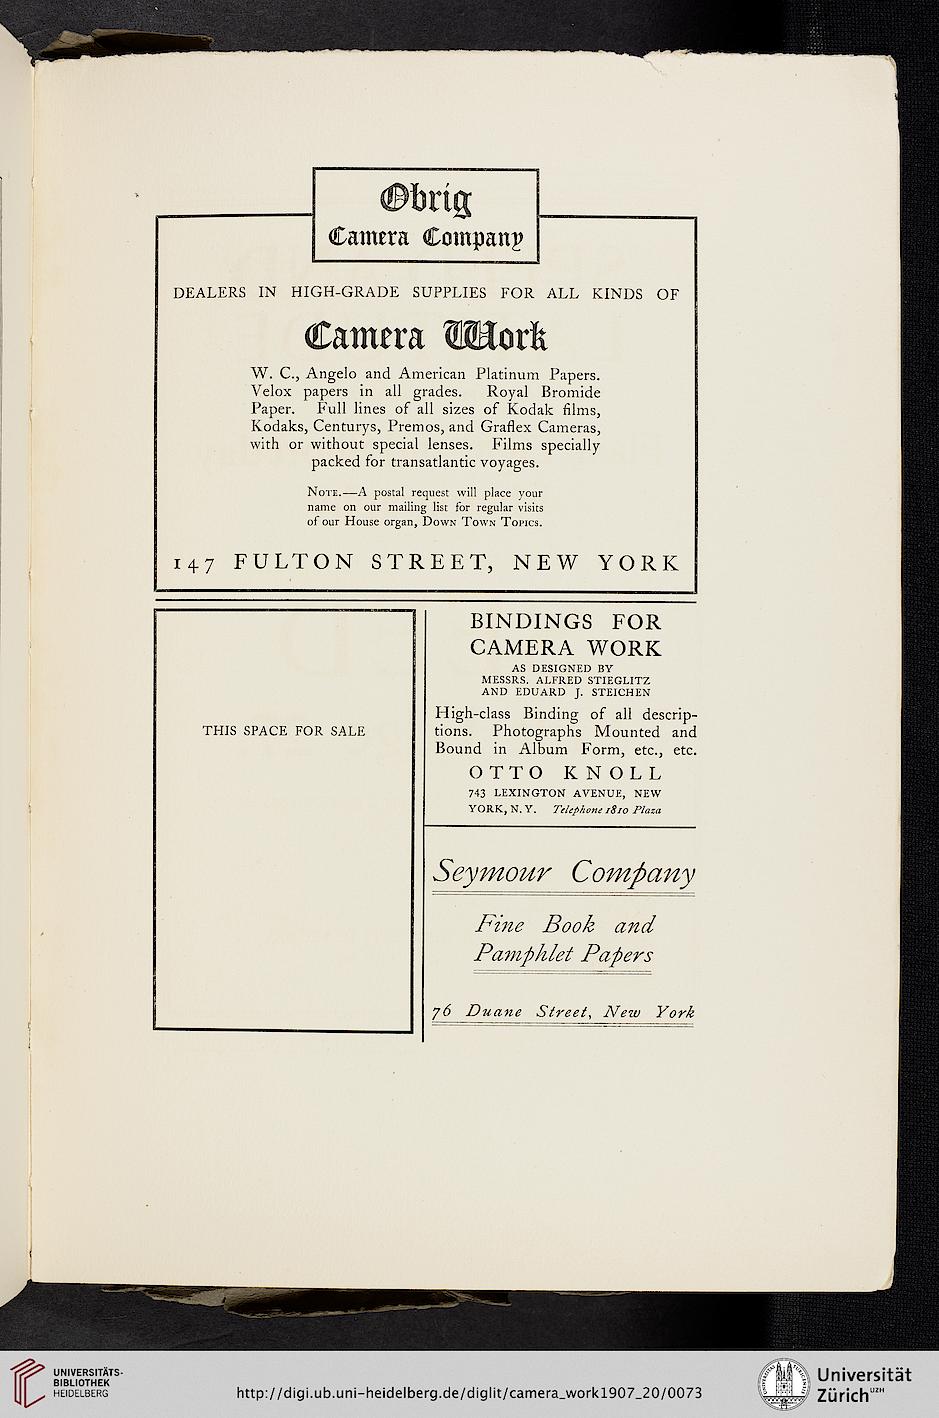 Obrig
Camera Company
DEALERS IN HIGH-GRADE SUPPLIES FOR ALL KINDS OF
Camera Work
W. C., Angelo and American Platinum Papers.
Velox papers in all grades. Royal Bromide
Paper. Full lines of all sizes of Kodak films,
Kodaks, Centurys, Premos, and Graflex Cameras,
with or without special lenses. Films specially
packed for transatlantic voyages.
NOTE.—A postal request will place your
name on our mailing list for regular visits
of our House organ, DOWN TOWN TOPICS.
147 FULTON STREET, NEW YORK
THIS SPACE FOR SALE
BINDINGS FOR
CAMERA WORK
AS DESIGNED BY
MESSRS. ALFRED STIEGLITZ
AND EDUARD J. STEICHEN
High-class Binding of all descrip-
tions. Photographs Mounted and
Bound in Album Form, etc., etc.
OTTO KNOLL
743 LEXINGTON AVENUE, NEW
YORK, N. Y. Telephone 1810 Plaza
Seymour Company
Fine Book and
Pamphlet Papers
76 Duane Street, New York
UNIVERSITÄTS-
BIBLIOTHEK
HEIDELBERG
http://digi.ub.uni-heidelberg.de/diglit/camera_work1907_20/0073
Universität
Zürich UZH